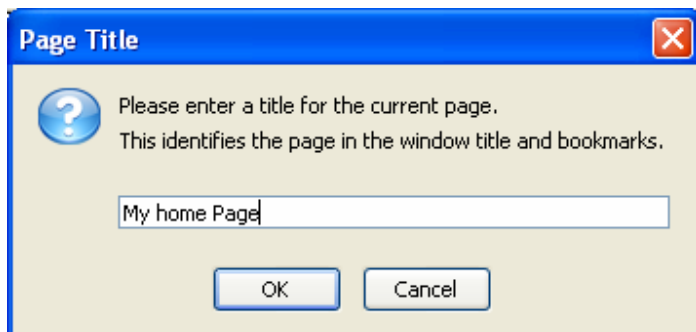 Page Title
Please enter a title for the current page.
This identifies the page in the window title and bookmarks.
My home Page
OK
Cancel